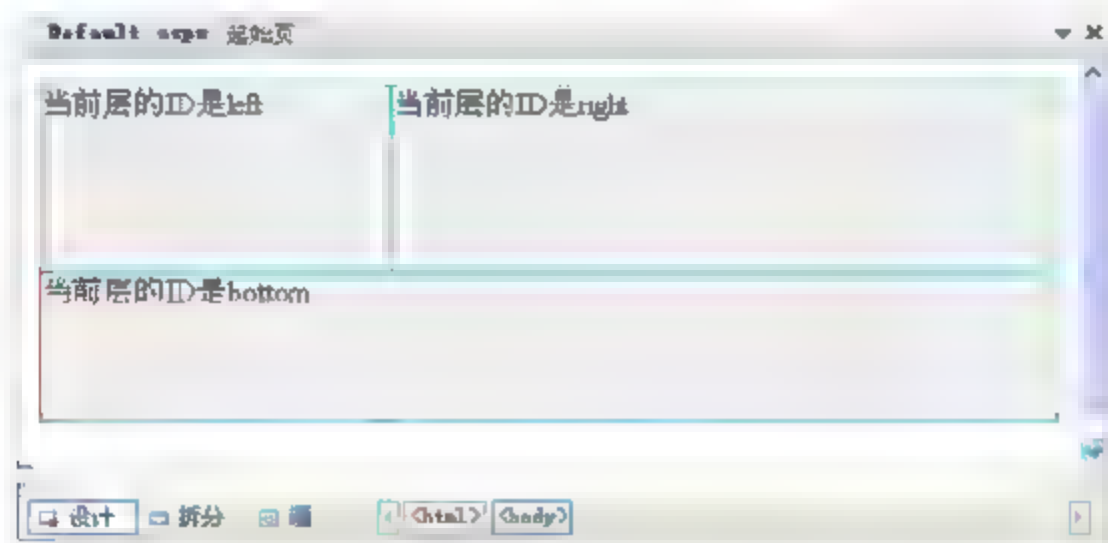 Default.aspx 起始页
当前层的ID是left 当前层的ID是right
当前层的ID是bottom
设计 拆分 源 <html> <body>